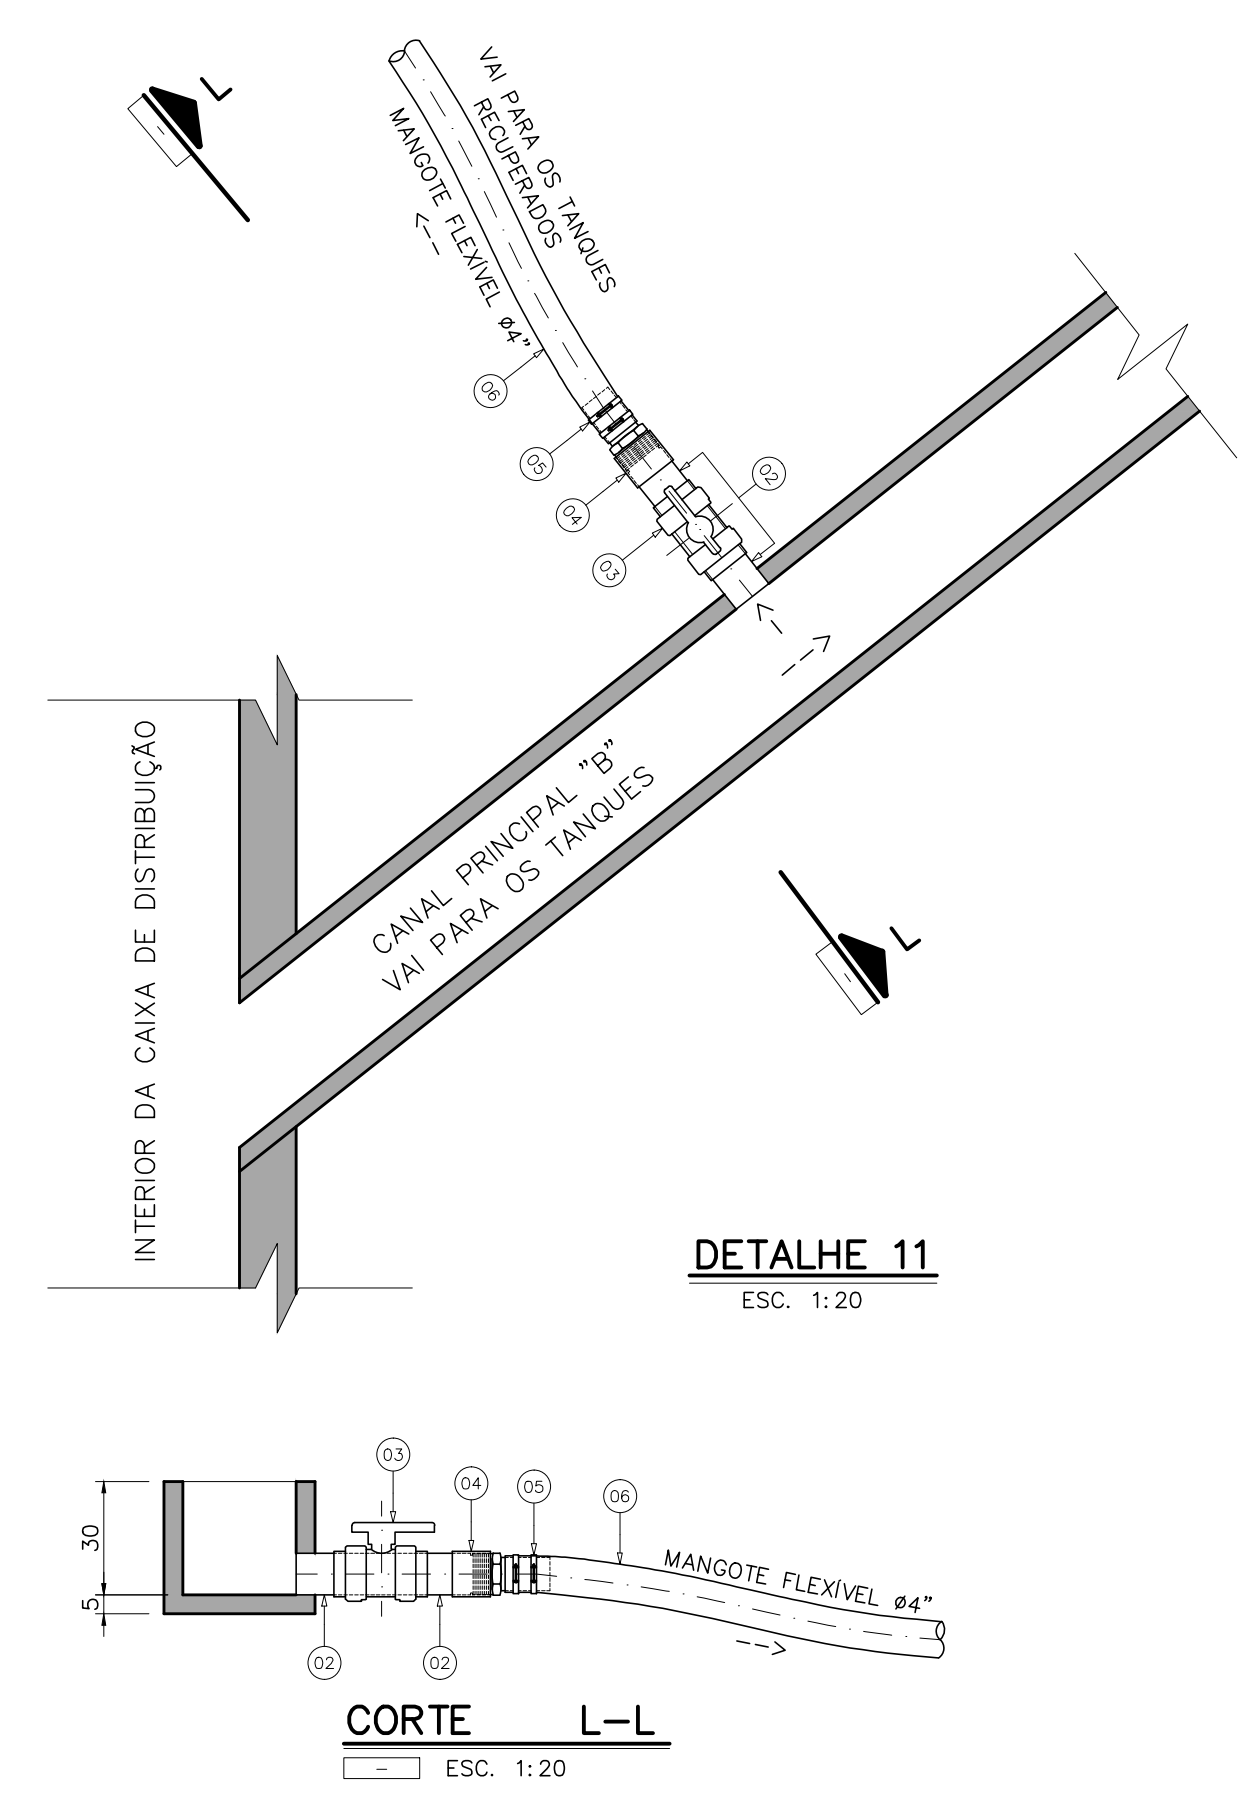 L
VAI PARA OS TANQUES
RECUPERADOS
MANGOTE FLEXÍVEL ø4"
06
05
04
03
02
INTERIOR DA CAIXA DE DISTRIBUIÇÃO
CANAL PRINCIPAL "B"
VAI PARA OS TANQUES
L
DETALHE 11
ESC. 1:20
03
04
05
06
30
5
MANGOTE FLEXÍVEL ø4"
02
02
CORTE L-L
- ESC. 1:20